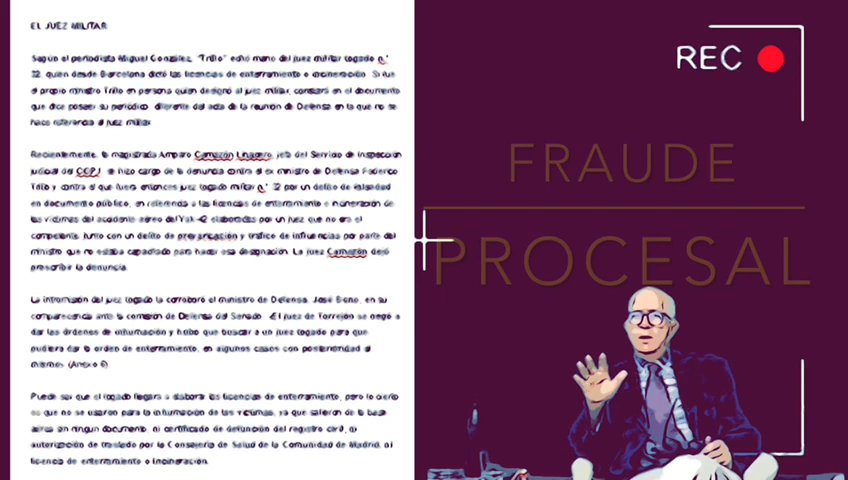 EL JUEZ MILITAR
Según el periodista Miguel González, "Trillo" echó mano del juez militar togado n.º
12, quien desde Barcelona dictó las licencias de enterramiento o incineración. Si fue
el propio ministro Trillo en persona quien designó al juez militar, constará en el documento
que dice poseer su periódico, diferente del acta de la reunión de Defensa en la que no se
hace referencia al juez militar.
Recientemente, la magistrada Amparo Camazón Linacero, jefa del Servicio de Inspección
judicial del CGPJ, se hizo cargo de la denuncia contra el ex ministro de Defensa Federico
Trillo y contra el que fuera entonces juez togado militar n.º 12 por un delito de falsedad
en documento público, en referencia a las licencias de enterramiento e incineración de
las víctimas del accidente aéreo del Yak-42 elaboradas por un juez que no era el
competente, junto con un delito de prevaricación y tráfico de influencias por parte del
ministro que no estaba capacitado para hacer esa designación. La juez Camazón dejó
prescribir la denuncia.
La información del juez togado la corroboró el ministro de Defensa, José Bono, en su
comparecencia ante la comisión de Defensa del Senado: El juez de Torrejón se negó a
dar las órdenes de inhumación y hubo que buscar a un juez togado para que
pudiera dar la orden de enterramiento, en algunos casos con posterioridad al
mismo. (Anexo 6)
Puede ser que el togado llegara a elaborar las licencias de enterramiento, pero lo cierto
es que no se usaron para la inhumación de las víctimas, ya que salieron de la base
aérea sin ningún documento, ni certificado de defunción del registro civil, ni
autorización de traslado por la Consejería de Salud de la Comunidad de Madrid, ni
licencia de enterramiento o incineración.
REC
FRAUDE
PROCESAL